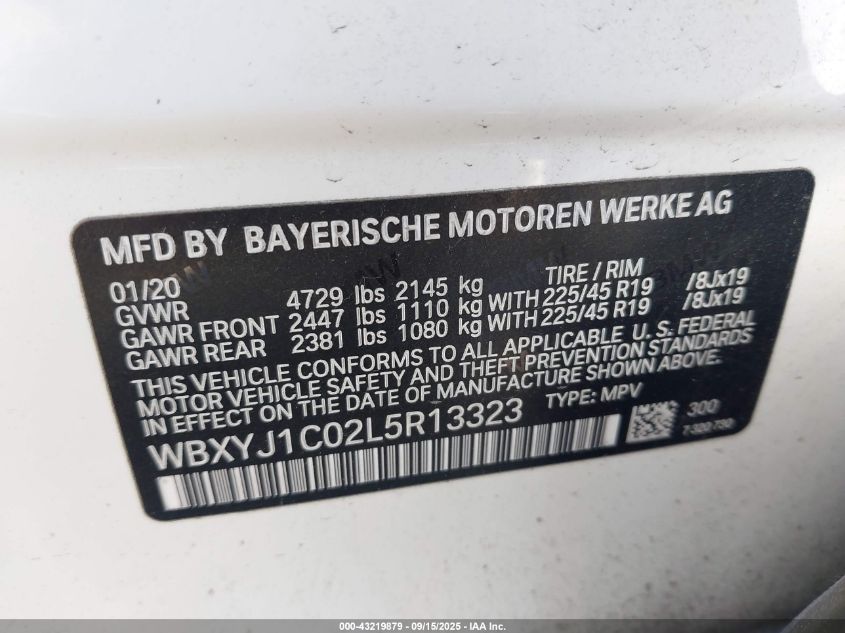 MFD BY BAYERISCHE MOTOREN WERKE AG
01/20 TIRE / RIM
GVWR 4729 lbs 2145 kg
GAWR FRONT 2447 lbs 1110 kg WITH 225/45 R19 /8Jx19
GAWR REAR 2381 lbs 1080 kg WITH 225/45 R19 /8Jx19
THIS VEHICLE CONFORMS TO ALL APPLICABLE U. S. FEDERAL
MOTOR VEHICLE SAFETY AND THEFT PREVENTION STANDARDS
IN EFFECT ON THE DATE OF MANUFACTURE SHOWN ABOVE.
WBXYJ1C02L5R13323 TYPE: MPV
300
7 320 730
000-43219879 - 09/15/2025 - IAA Inc.